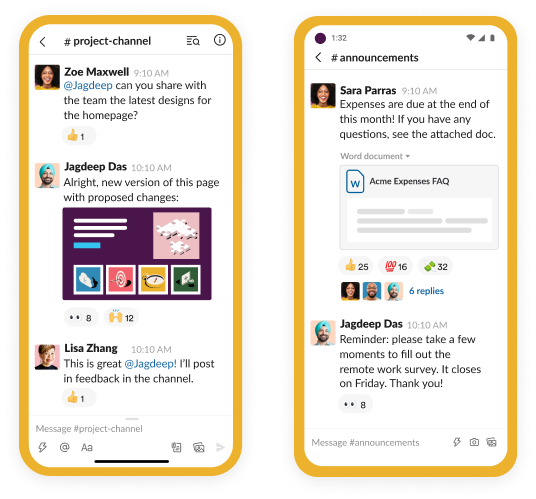 # project-channel
Zoe Maxwell 9:10 AM
@Jagdeep can you share with
the team the latest designs for
the homepage?
1
Jagdeep Das 10:10 AM
Alright, new version of this page
with proposed changes:
8 12
Lisa Zhang 10:10 AM
This is great @Jagdeep! I'll post
in feedback in the channel.
1
Message #project-channel
@ Aa
1:32
# announcements
Sara Parras 9:10 AM
Expenses are due at the end of
this month! If you have any
questions, see the attached doc.
Word document
W Acme Expenses FAQ
25 100 16 32
6 replies
Jagdeep Das 10:10 AM
Reminder: please take a few
moments to fill out the
remote work survey. It closes
on Friday. Thank you!
8
Message #announcements